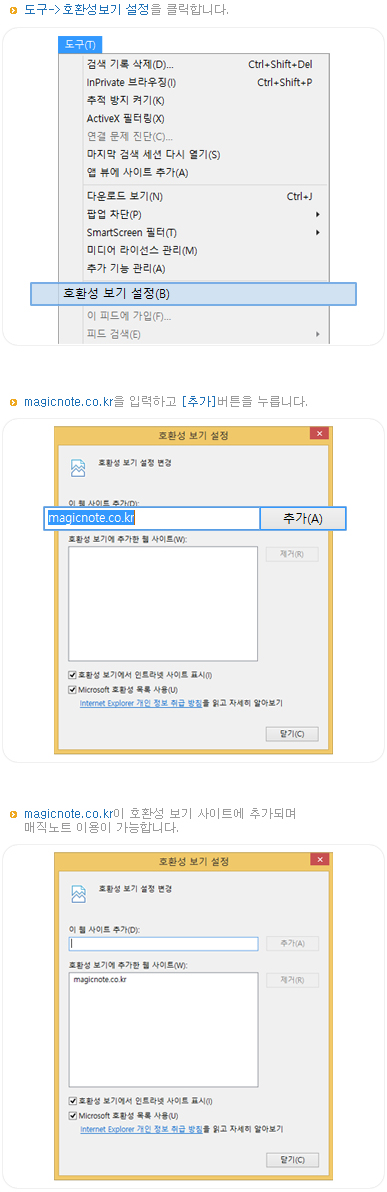 도구->호환성보기 설정을 클릭합니다.
도구(T)
검색 기록 삭제(D)... Ctrl+Shift+Del
InPrivate 브라우징(I) Ctrl+Shift+P
추적 방지 켜기(K)
ActiveX 필터링(X)
연결 문제 진단(C)...
마지막 검색 세션 다시 열기(S)
앱 뷰에 사이트 추가(A)
다운로드 보기(N) Ctrl+J
팝업 차단(P)
SmartScreen 필터(T)
미디어 라이선스 관리(M)
추가 기능 관리(A)
호환성 보기 설정(B)
이 피드에 가입(F)...
피드 검색(E)
magicnote.co.kr을 입력하고 [추가]버튼을 누릅니다.
호환성 보기 설정
호환성 보기 설정 변경
이 웹 사이트 추가(D):
magicnote.co.kr 추가(A)
호환성 보기에 추가한 웹 사이트(W):
제거(R)
호환성 보기에서 인트라넷 사이트 표시(I)
Microsoft 호환성 목록 사용(U)
Internet Explorer 개인 정보 취급 방침을 읽고 자세히 알아보기
닫기(C)
magicnote.co.kr이 호환성 보기 사이트에 추가되며
매직노트 이용이 가능합니다.
호환성 보기 설정
호환성 보기 설정 변경
이 웹 사이트 추가(D):
추가(A)
호환성 보기에 추가한 웹 사이트(W):
magicnote.co.kr 제거(R)
호환성 보기에서 인트라넷 사이트 표시(I)
Microsoft 호환성 목록 사용(U)
Internet Explorer 개인 정보 취급 방침을 읽고 자세히 알아보기
닫기(C)